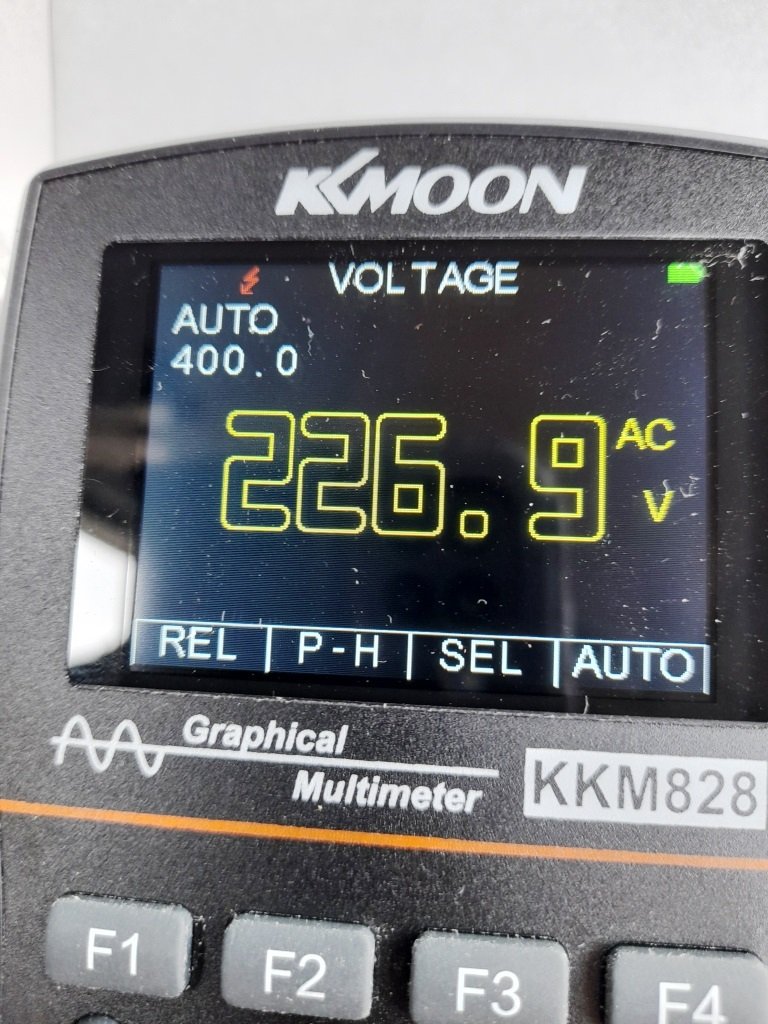 KKMOON
VOLTAGE
AUTO
400.0
226.9 AC V
REL P-H SEL AUTO
Graphical
Multimeter
KKM828
F1 F2 F3 F4